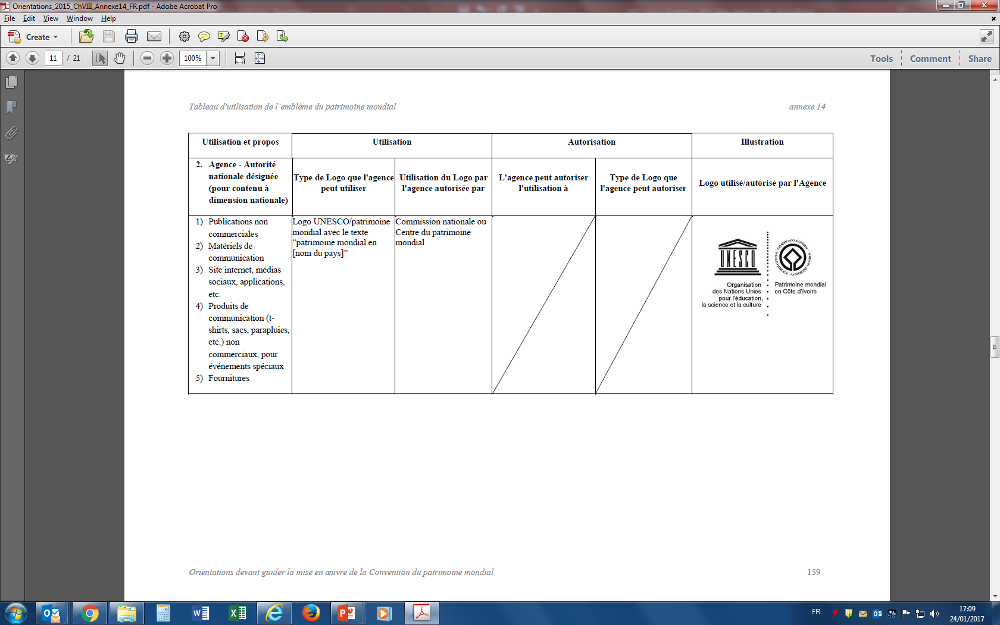 Orientations_2015_ChVIII_Annexe14_FR.pdf - Adobe Acrobat Pro
File Edit View Window Help
Create
11 / 21
100%
Tools Comment Share
Tableau d'utilisation de l’emblème du patrimoine mondial
annexe 14
Utilisation et propos
Utilisation
Autorisation
Illustration
2. Agence - Autorité
nationale désignée
(pour contenu à
dimension nationale)
Type de Logo que l'agence
peut utiliser
Utilisation du Logo par
l'agence autorisée par
L'agence peut autoriser
l'utilisation à
Type de Logo que
l'agence peut autoriser
Logo utilisé/autorisé par l'Agence
1) Publications non
commerciales
2) Matériels de
communication
3) Site internet, médias
sociaux, applications,
etc.
4) Produits de
communication (t-
shirts, sacs, parapluies,
etc.) non
commerciaux, pour
événements spéciaux
5) Fournitures
Logo UNESCO/patrimoine
mondial avec le texte
“patrimoine mondial en
[nom du pays]”
Commission nationale ou
Centre du patrimoine
mondial
UNESCO
Organisation
des Nations Unies
pour l'éducation,
la science et la culture
WORLD HERITAGE • PATRIMOINE MONDIAL • PATRIMONIO MUNDIAL •
Patrimoine mondial
en Côte d'Ivoire
Orientations devant guider la mise en œuvre de la Convention du patrimoine mondial
159
FR
17:09
24/01/2017